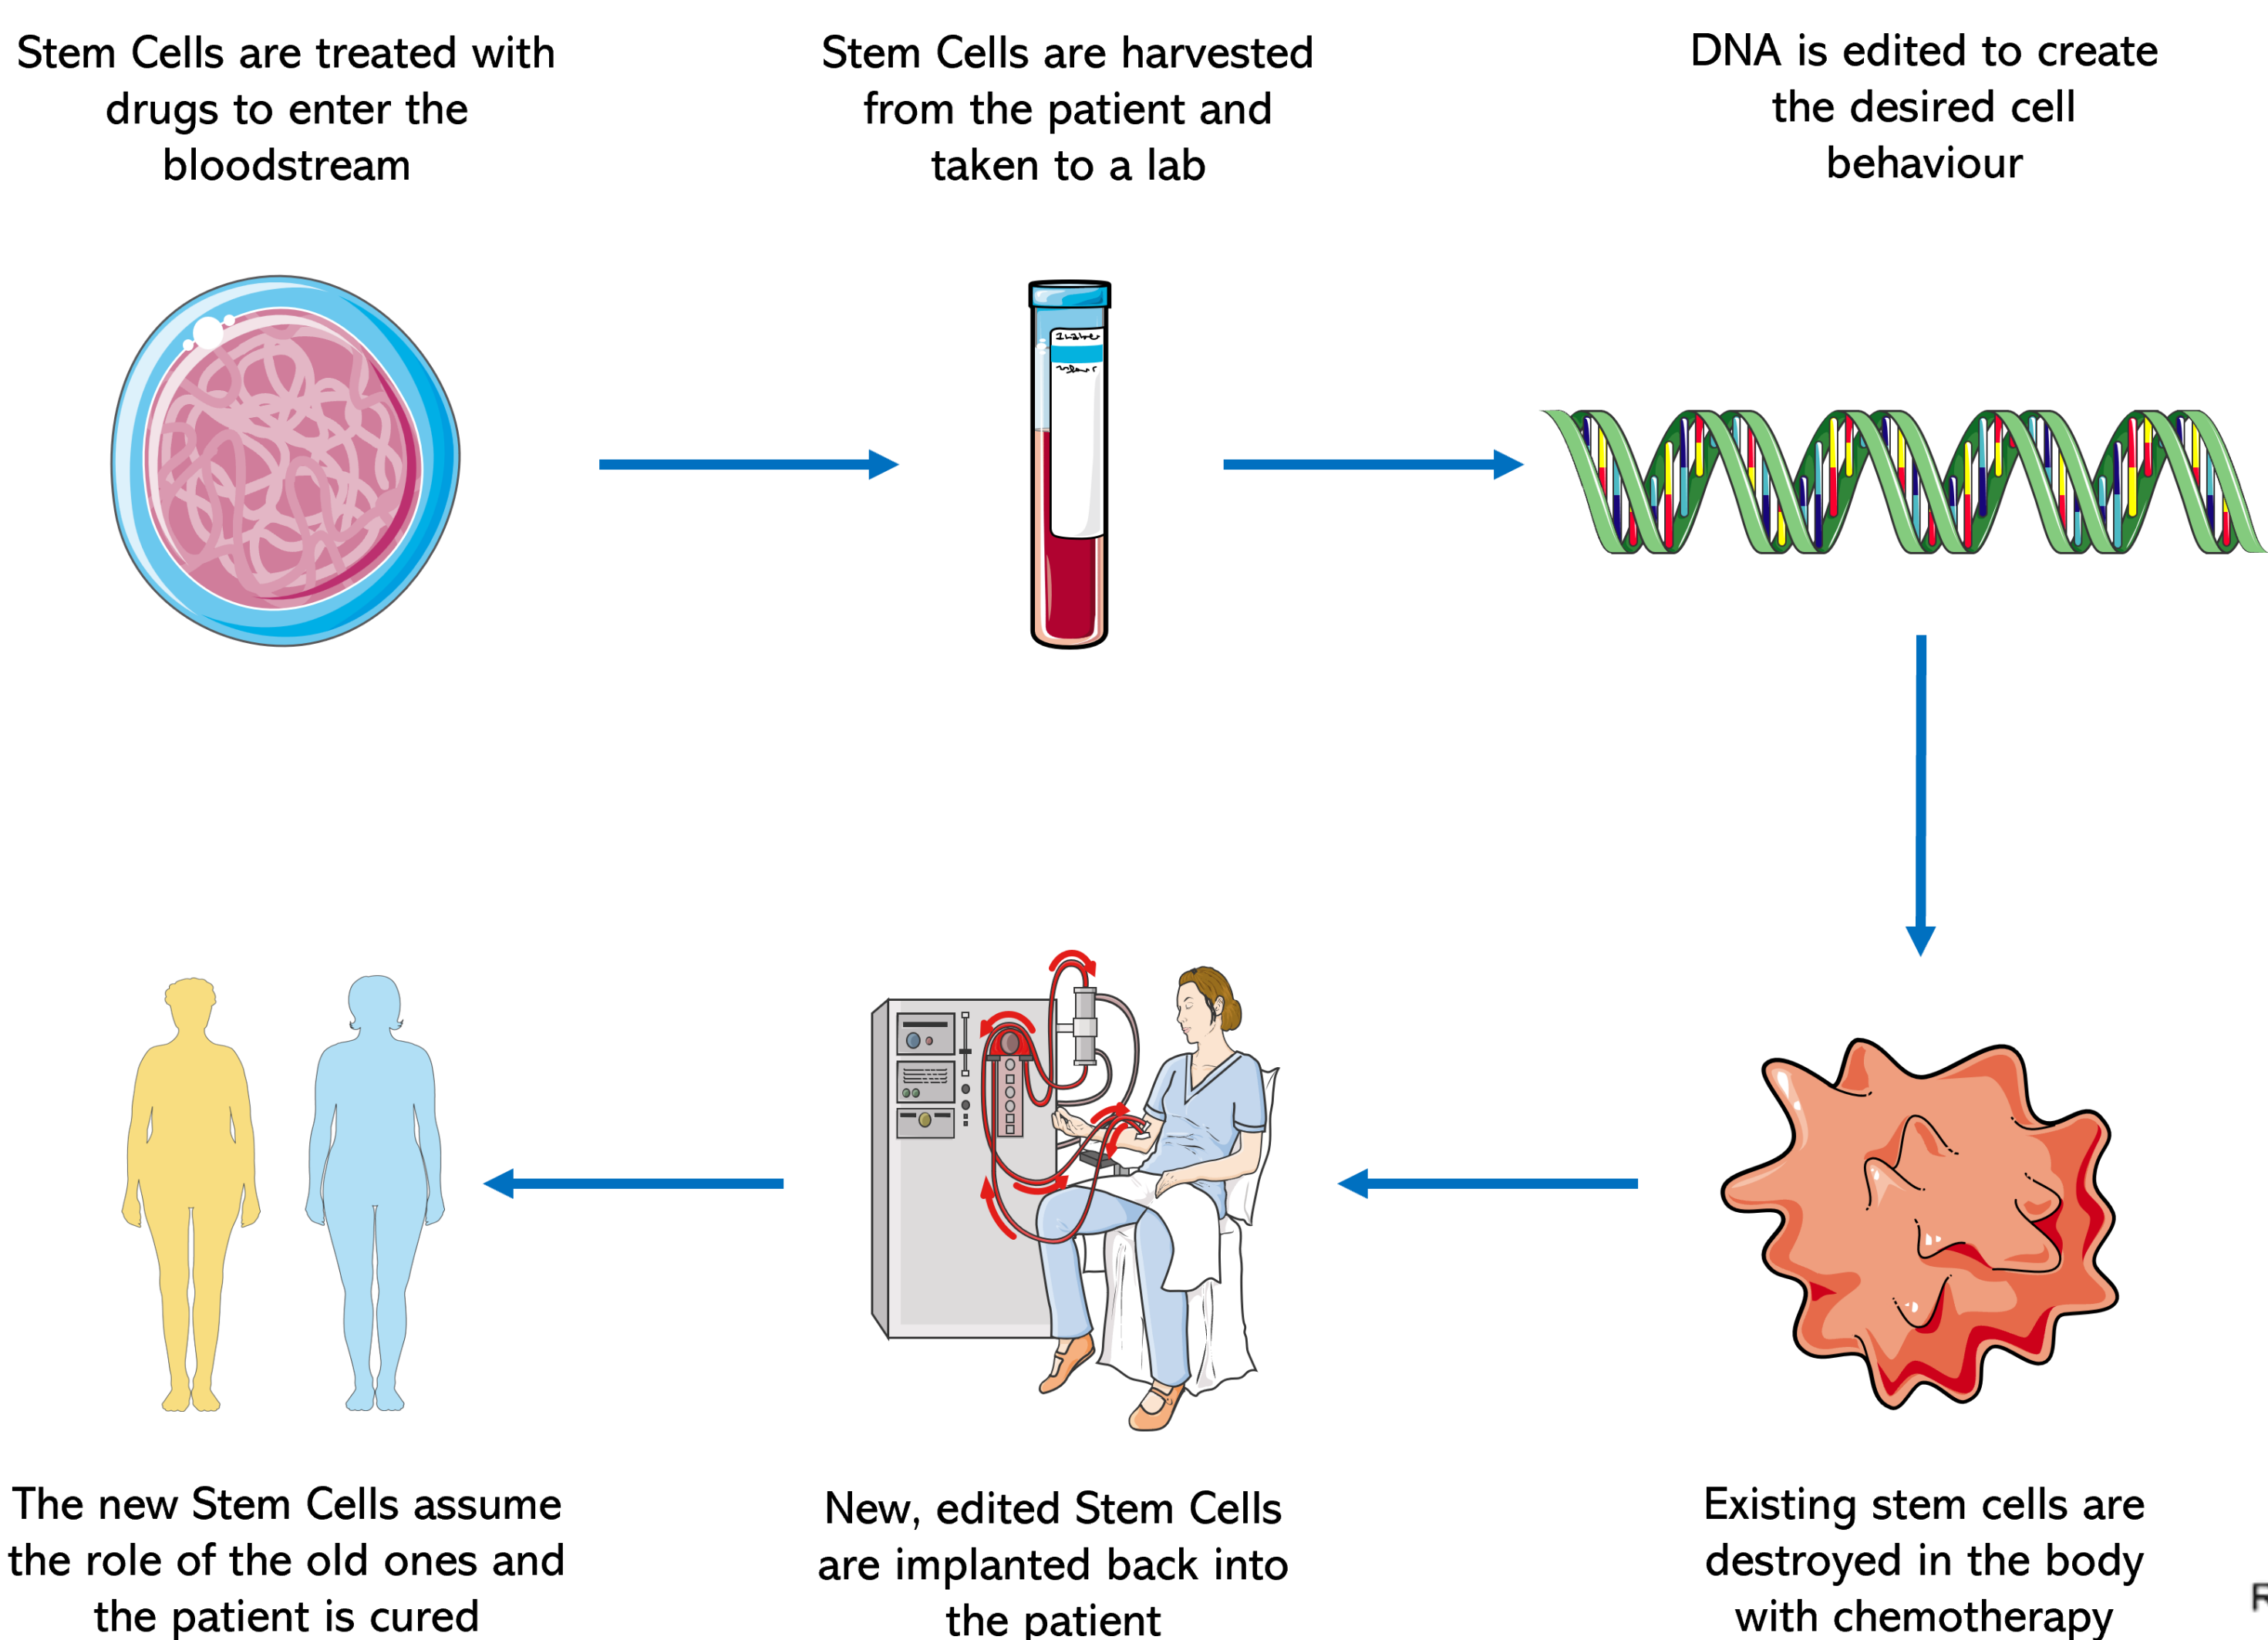 Stem Cells are treated with
drugs to enter the
bloodstream
Stem Cells are harvested
from the patient and
taken to a lab
DNA is edited to create
the desired cell
behaviour
The new Stem Cells assume
the role of the old ones and
the patient is cured
New, edited Stem Cells
are implanted back into
the patient
Existing stem cells are
destroyed in the body
with chemotherapy